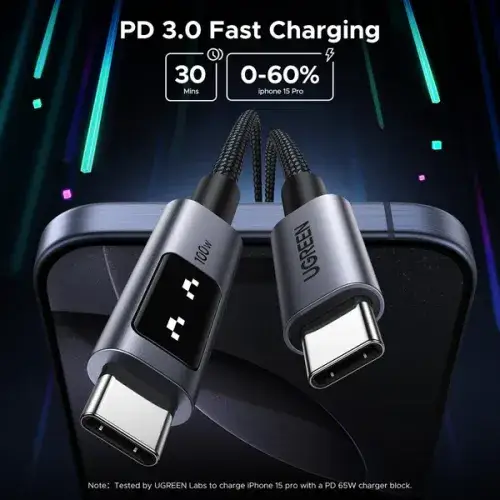 PD 3.0 Fast Charging
30
Mins
0-60%
iphone 15 Pro
100W
UGREEN
Note: Tested by UGREEN Labs to charge iPhone 15 pro with a PD 65W charger block.